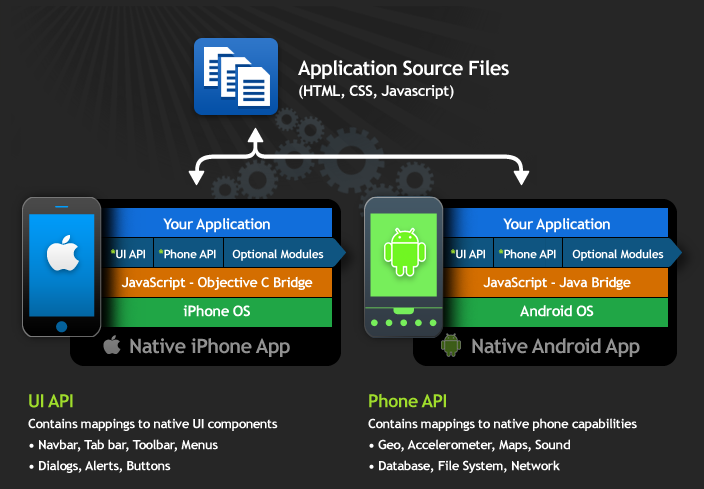 Application Source Files
(HTML, CSS, Javascript)
Your Application
*UI API *Phone API Optional Modules
JavaScript - Objective C Bridge
iPhone OS
Native iPhone App
Your Application
*UI API *Phone API Optional Modules
JavaScript - Java Bridge
Android OS
Native Android App
UI API
Contains mappings to native UI components
• Navbar, Tab bar, Toolbar, Menus
• Dialogs, Alerts, Buttons
Phone API
Contains mappings to native phone capabilities
• Geo, Accelerometer, Maps, Sound
• Database, File System, Network